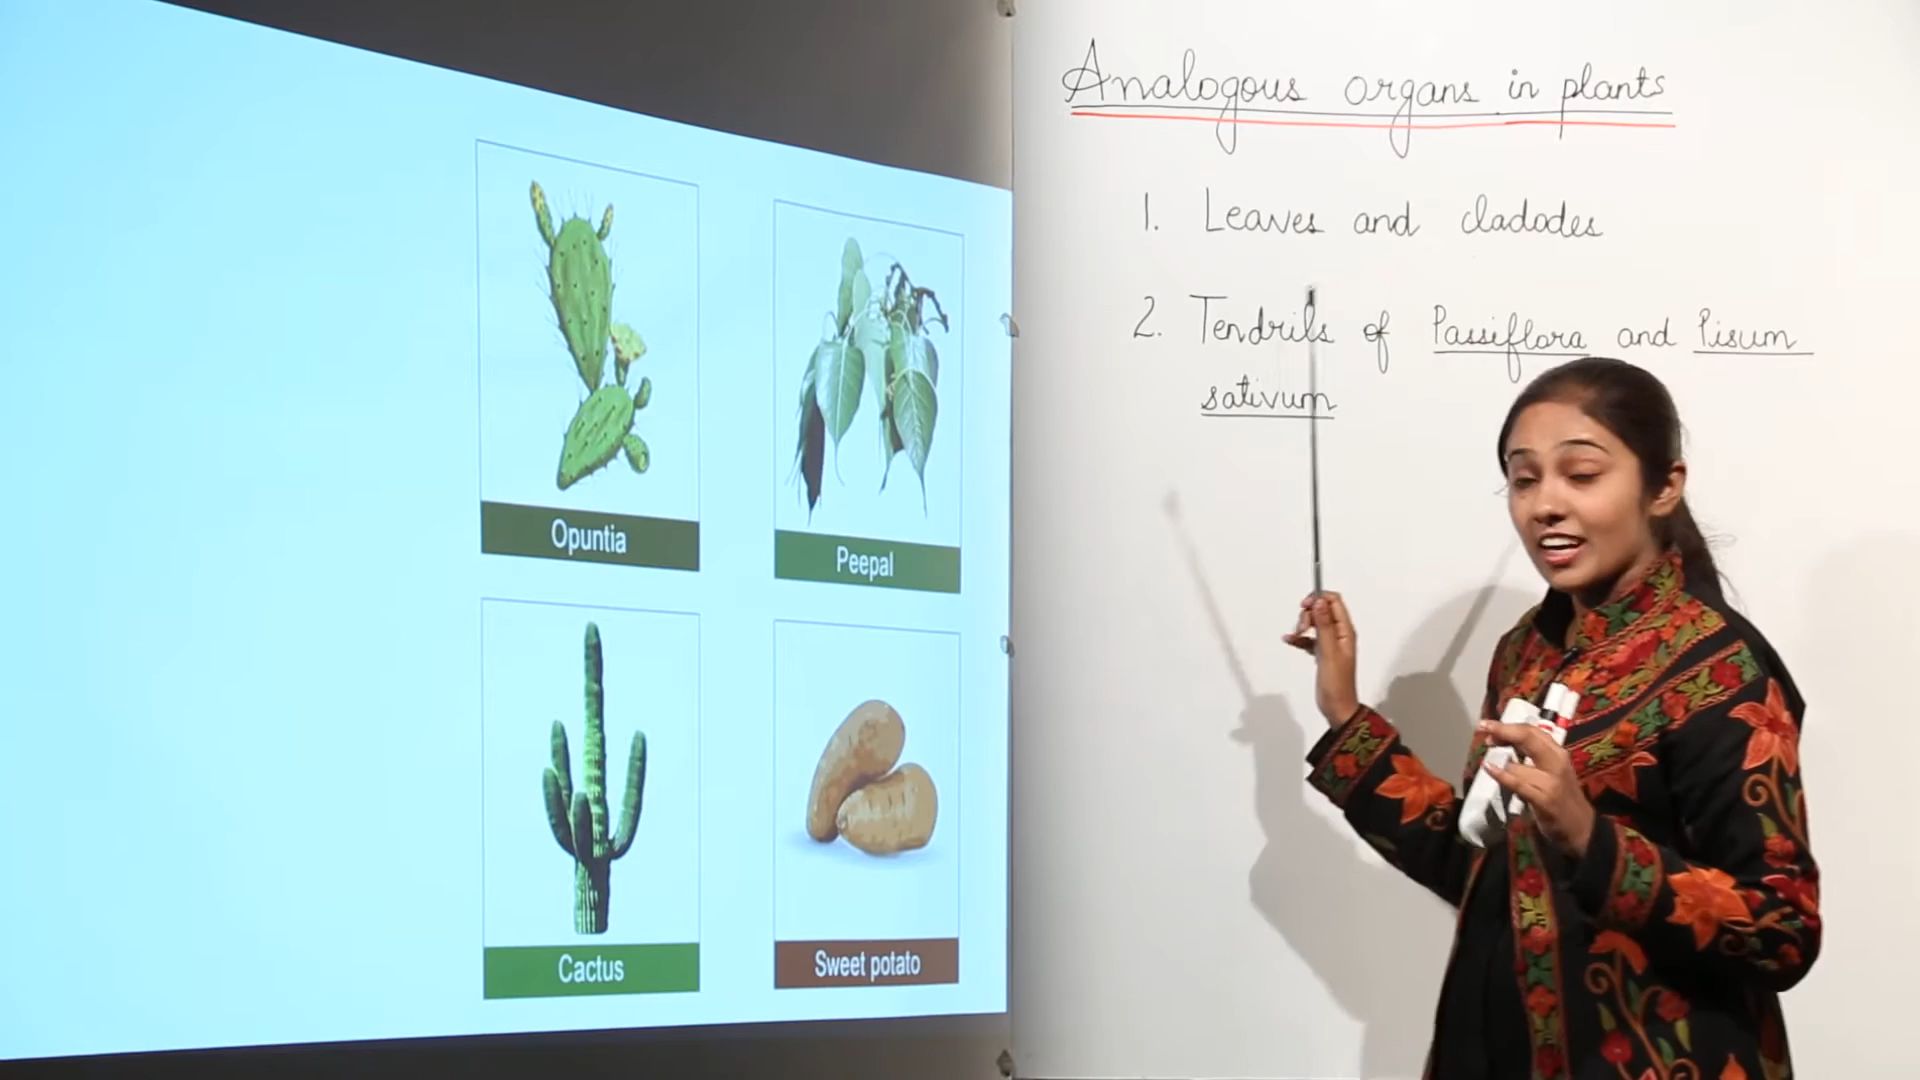 Opuntia
Peepal
Cactus
Sweet potato
Analogous organs in plants
1. Leaves and cladodes
2. Tendrils of Passiflora and Pisum
sativum